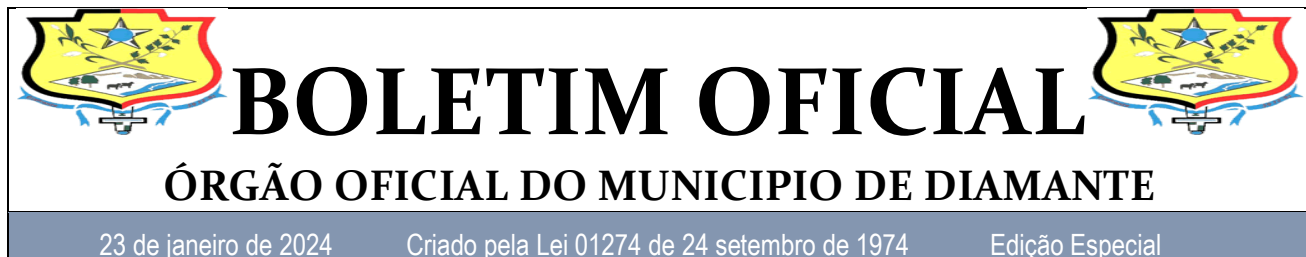 BOLETIM OFICIAL
ÓRGÃO OFICIAL DO MUNICIPIO DE DIAMANTE
23 de janeiro de 2024 Criado pela Lei 01274 de 24 setembro de 1974 Edição Especial